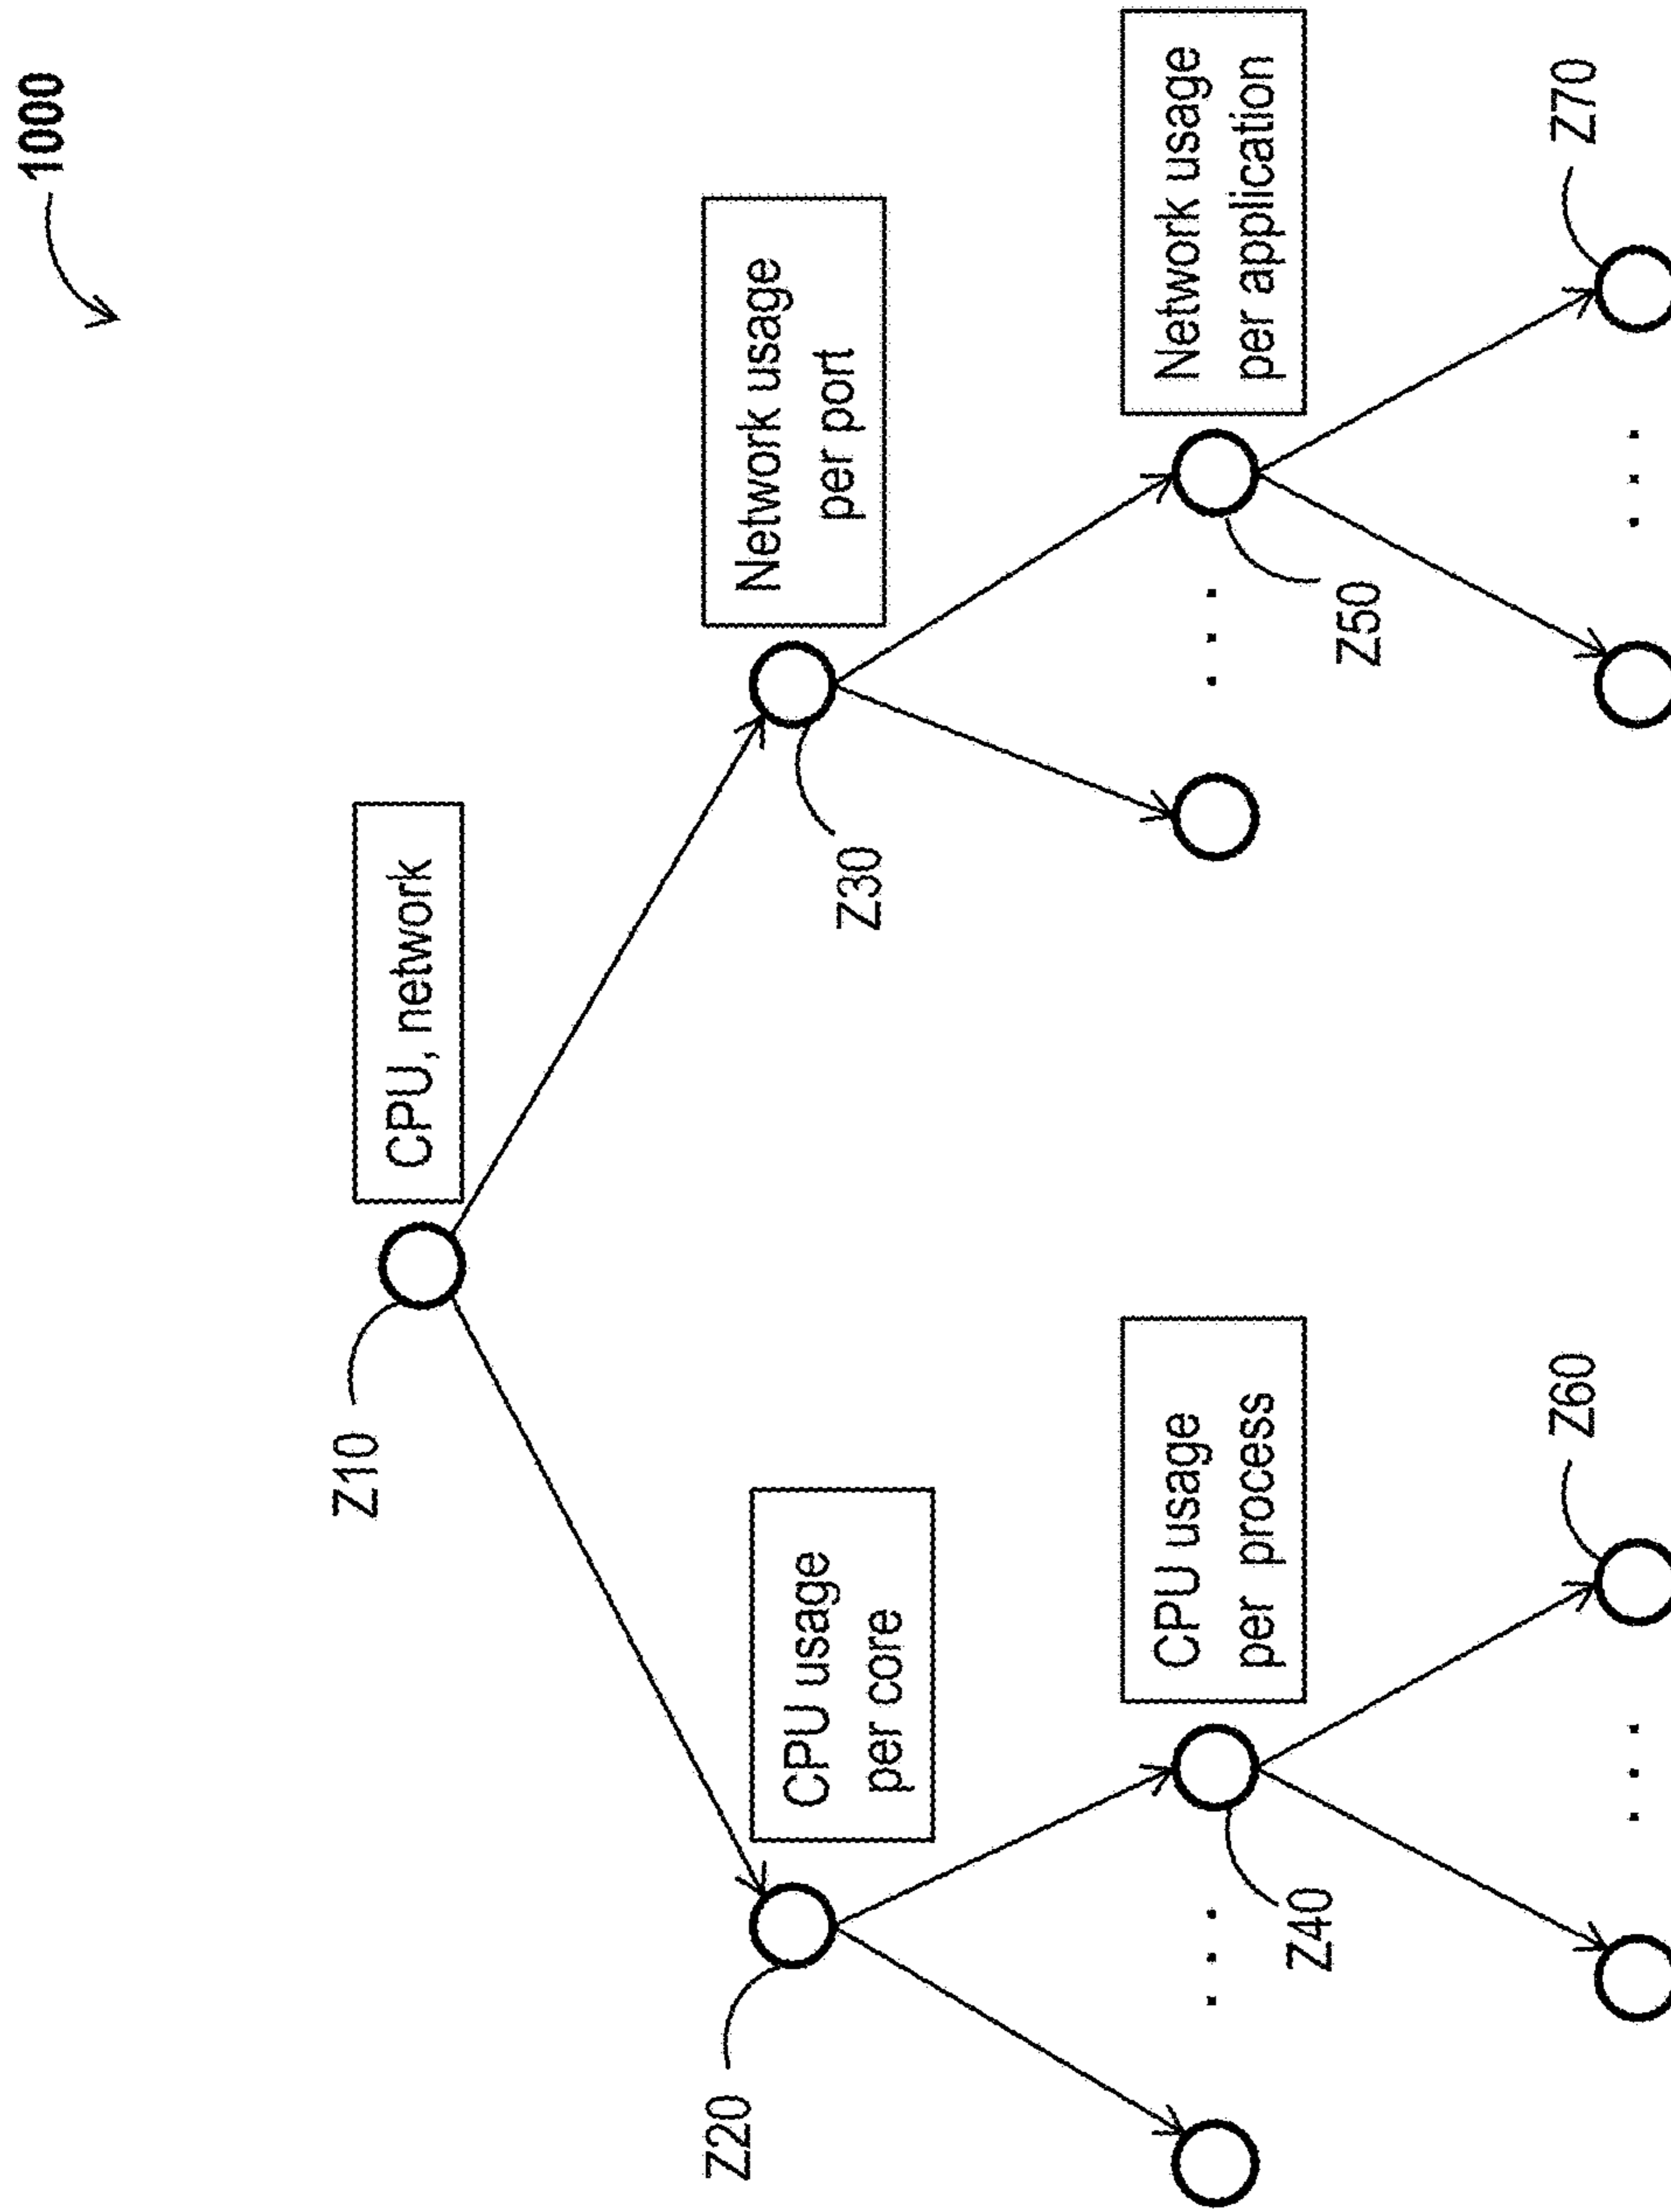 1000
Z10
CPU, network
Z20
CPU usage
per core
Network usage
per port
Z30
CPU usage
per process
Network usage
per application
Z40
Z50
Z60
Z70